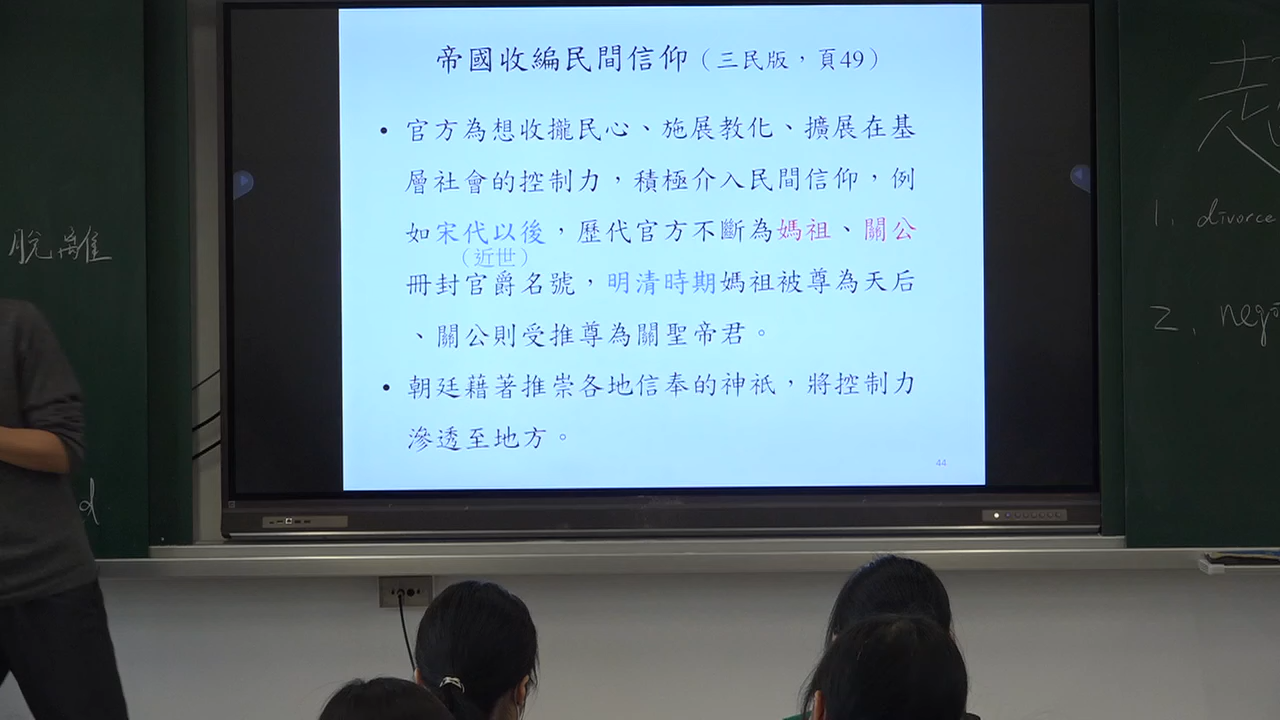 帝國收編民間信仰（三民版，頁49）
• 官方為想收攏民心、施展教化、擴展在基
層社會的控制力，積極介入民間信仰，例
如宋代以後，歷代官方不斷為媽祖、關公
（近世）
冊封官爵名號，明清時期媽祖被尊為天后
、關公則受推尊為關聖帝君。
• 朝廷藉著推崇各地信奉的神祇，將控制力
滲透至地方。
44
脫離
d
1. divorce
2. neg